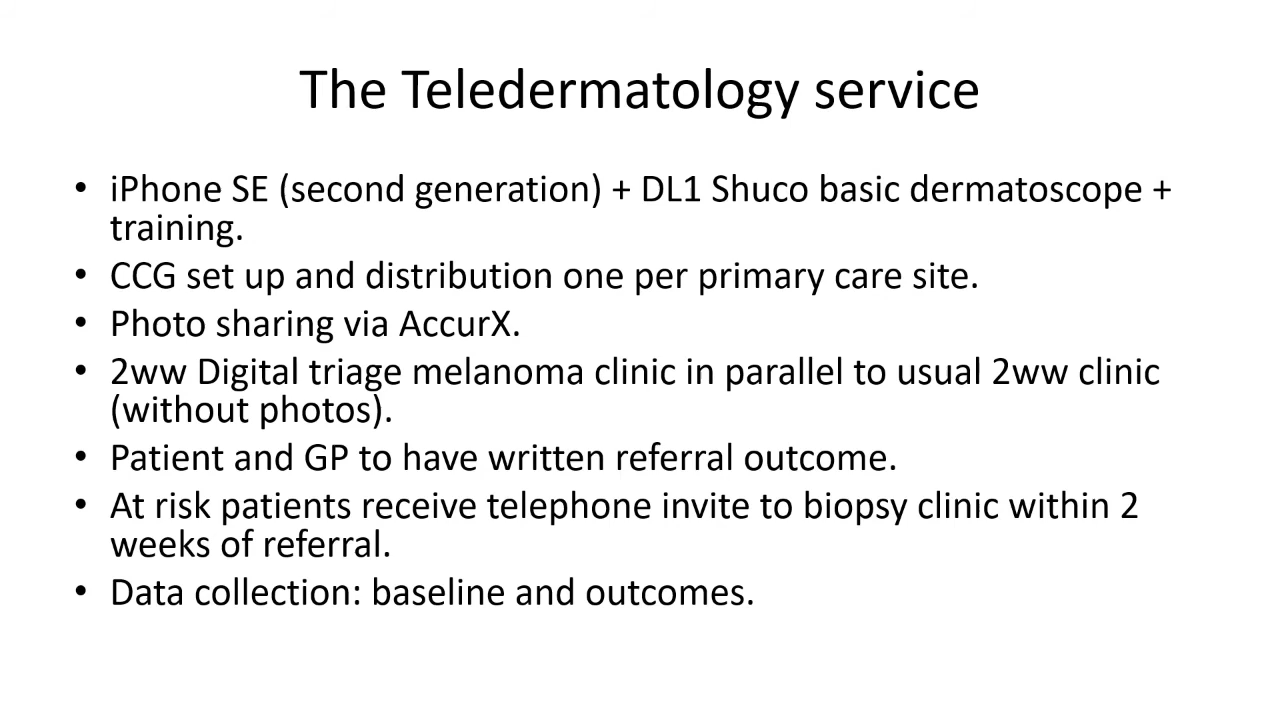 The Teledermatology service
• iPhone SE (second generation) + DL1 Shuco basic dermatoscope +
training.
• CCG set up and distribution one per primary care site.
• Photo sharing via AccurX.
• 2ww Digital triage melanoma clinic in parallel to usual 2ww clinic
(without photos).
• Patient and GP to have written referral outcome.
• At risk patients receive telephone invite to biopsy clinic within 2
weeks of referral.
• Data collection: baseline and outcomes.